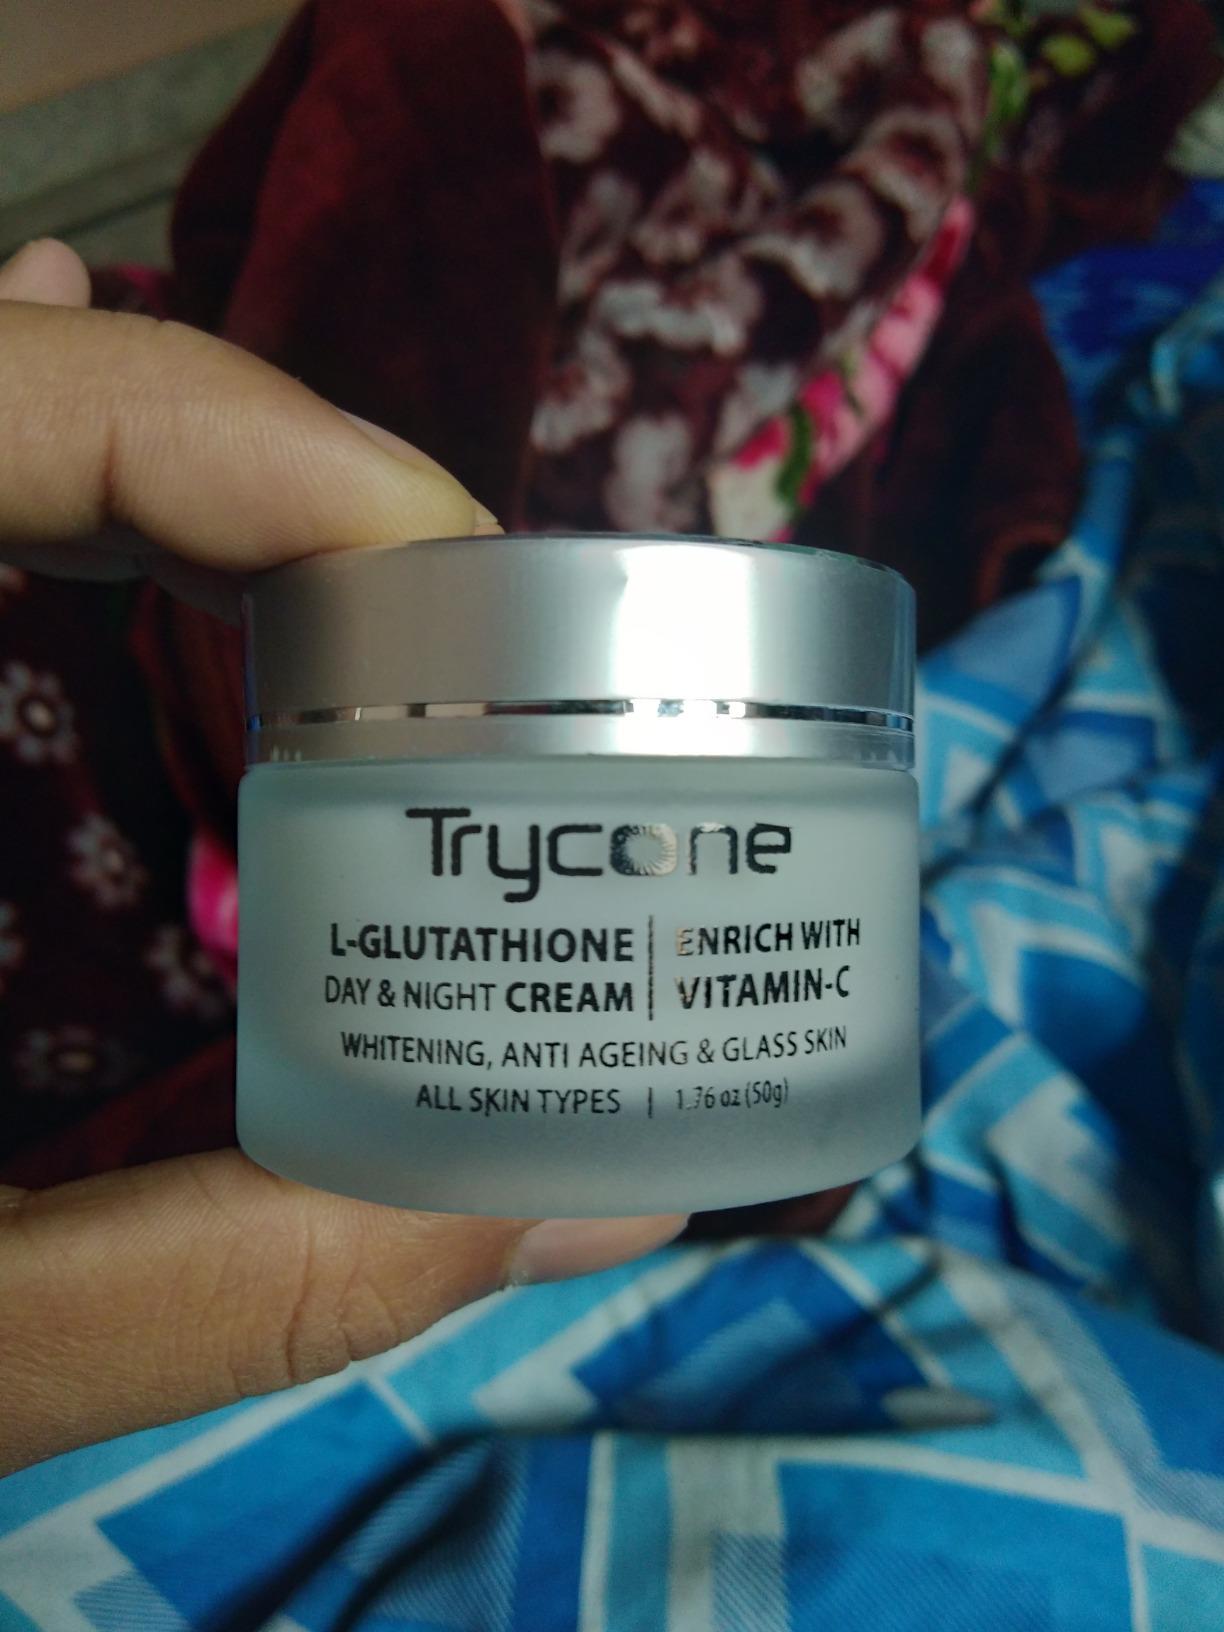 Trycone
L-GLUTATHIONE | ENRICH WITH
DAY & NIGHT CREAM | VITAMIN-C
WHITENING, ANTI AGEING & GLASS SKIN
ALL SKIN TYPES | 1.76 oz (50g)